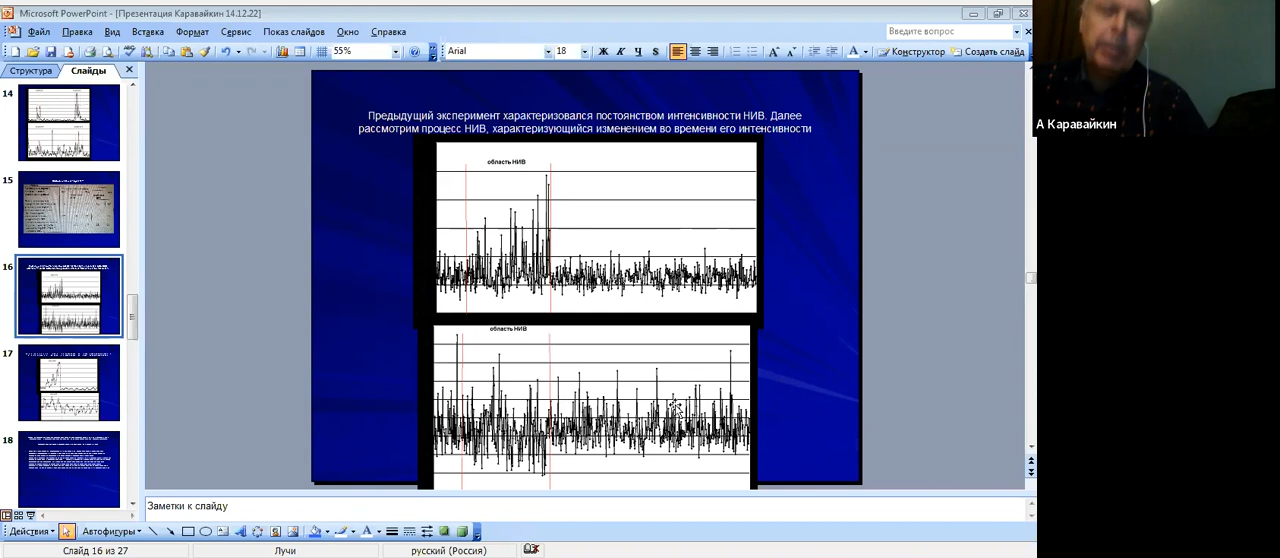 Microsoft PowerPoint - [Презентация Каравайкин 14.12.22]
Файл Правка Вид Вставка Формат Сервис Показ слайдов Окно Справка
Введите вопрос
55%
Arial
18
Ж К Ч S
Конструктор
Создать слайд
Структура
Слайды
14
15
16
17
18
Предыдущий эксперимент характеризовался постоянством интенсивности НИВ. Далее
рассмотрим процесс НИВ, характеризующийся изменением во времени его интенсивности
область НИВ
область НИВ
А Каравайкин
Заметки к слайду
Действия
Автофигуры
Слайд 16 из 27
Лучи
русский (Россия)